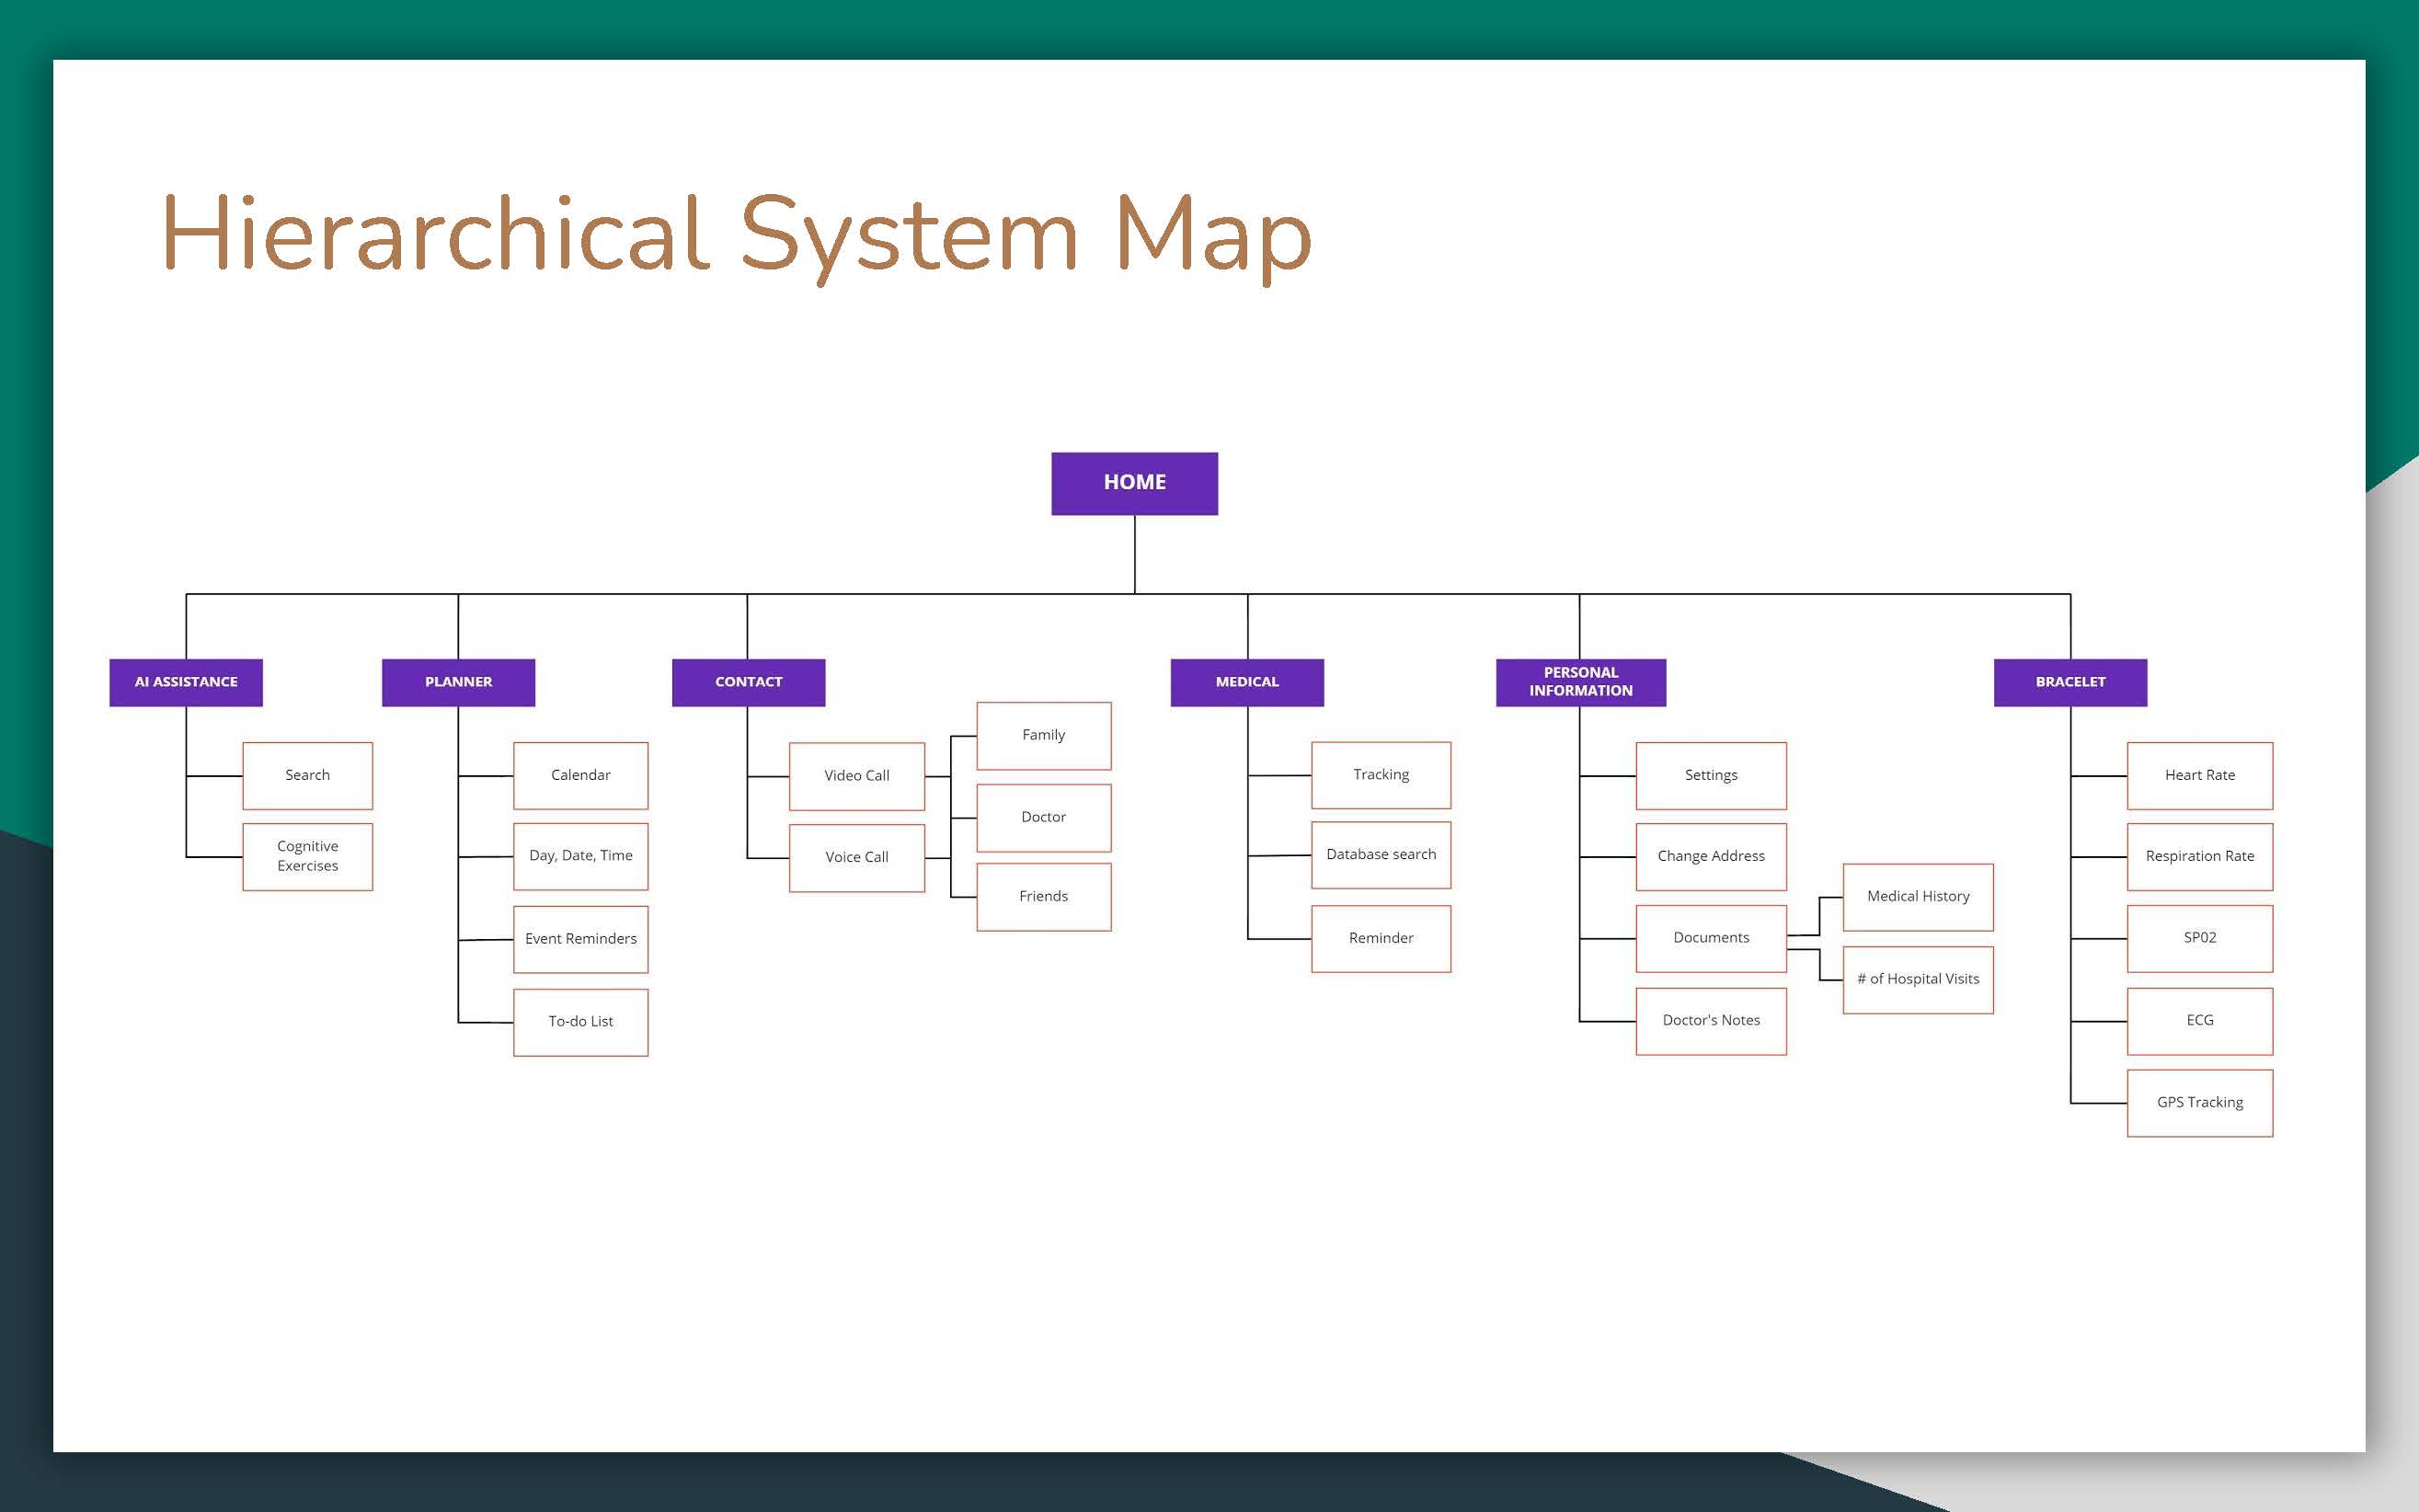 Hierarchical System Map
HOME
AI ASSISTANCE
Search
Cognitive
Exercises
PLANNER
Calendar
Day, Date, Time
Event Reminders
To-do List
CONTACT
Video Call
Voice Call
Family
Doctor
Friends
MEDICAL
Tracking
Database search
Reminder
PERSONAL
INFORMATION
Settings
Change Address
Documents
Doctor's Notes
Medical History
# of Hospital Visits
BRACELET
Heart Rate
Respiration Rate
SP02
ECG
GPS Tracking